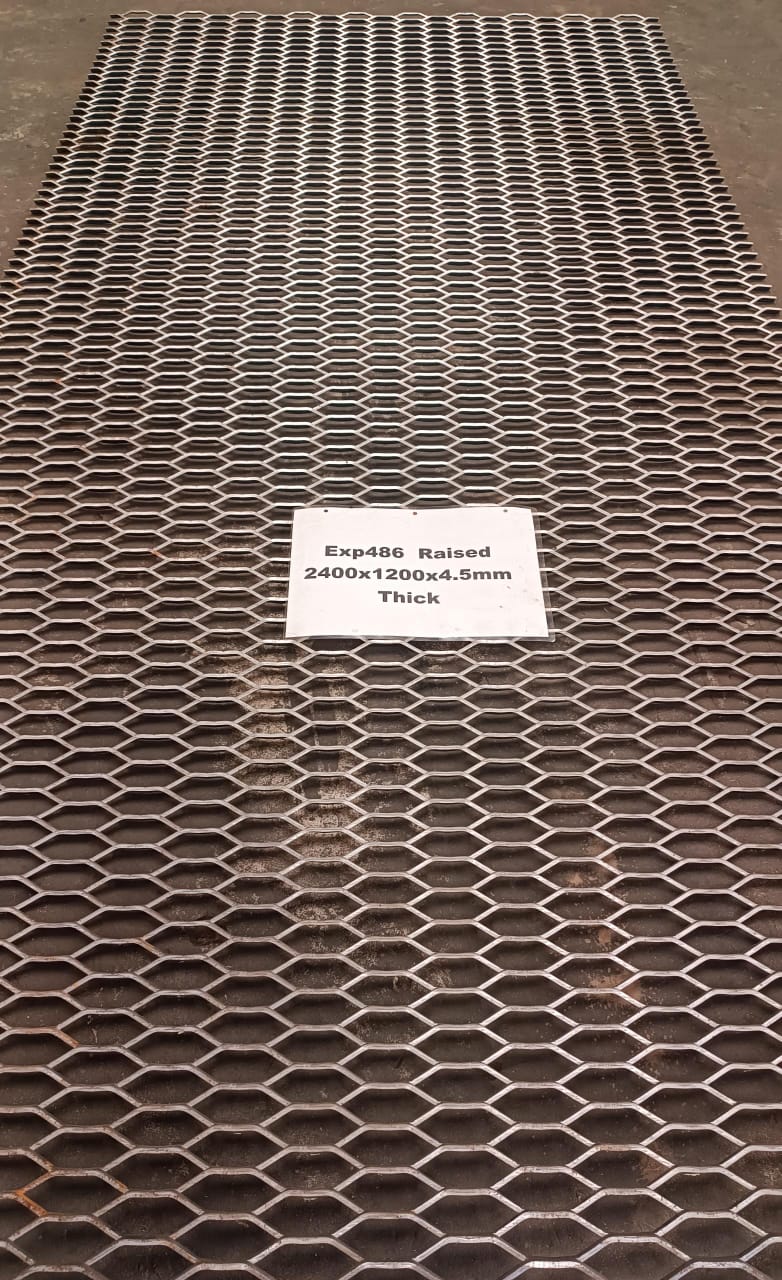 Exp486 Raised
2400x1200x4.5mm
Thick